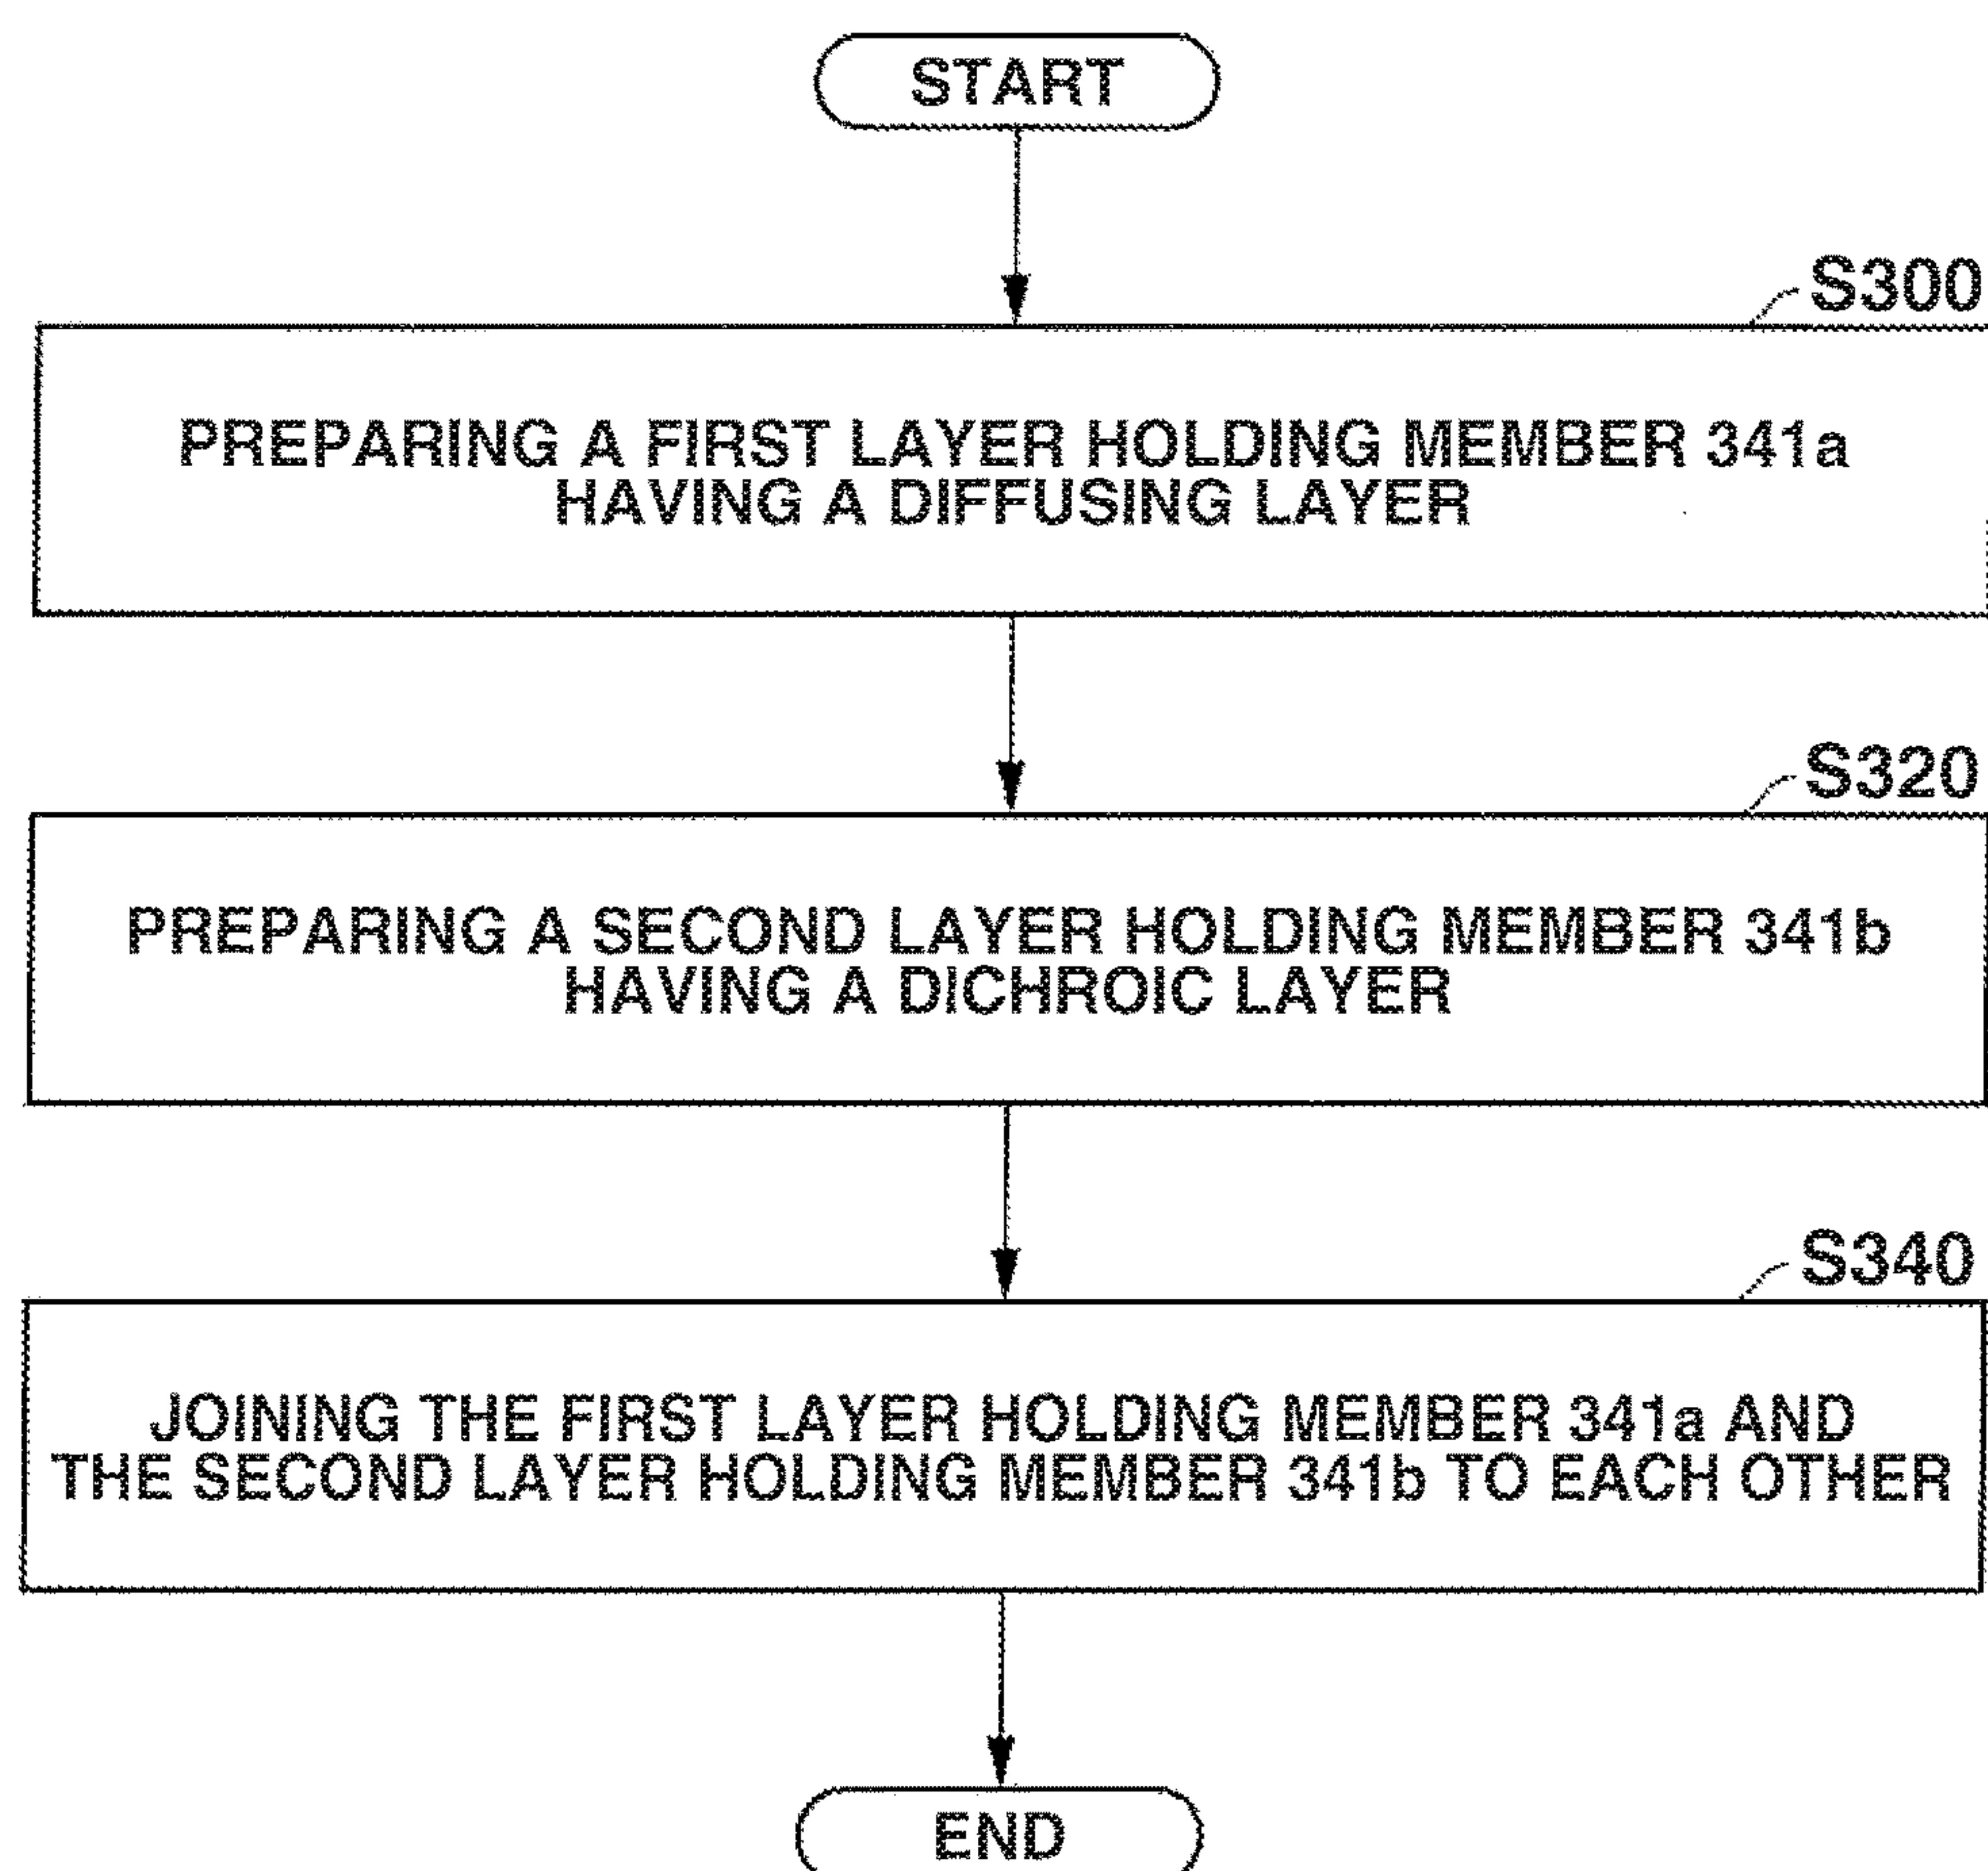 START
S300
PREPARING A FIRST LAYER HOLDING MEMBER 341a
HAVING A DIFFUSING LAYER
S320
PREPARING A SECOND LAYER HOLDING MEMBER 341b
HAVING A DICHROIC LAYER
S340
JOINING THE FIRST LAYER HOLDING MEMBER 341a AND
THE SECOND LAYER HOLDING MEMBER 341b TO EACH OTHER
END